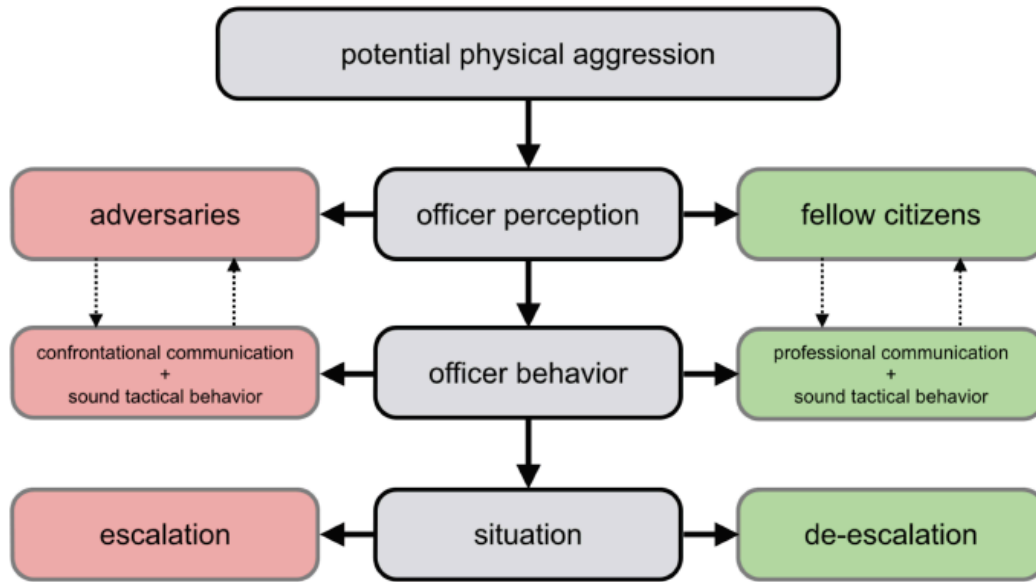 potential physical aggression
adversaries
officer perception
fellow citizens
confrontational communication
+
sound tactical behavior
officer behavior
professional communication
+
sound tactical behavior
escalation
situation
de-escalation